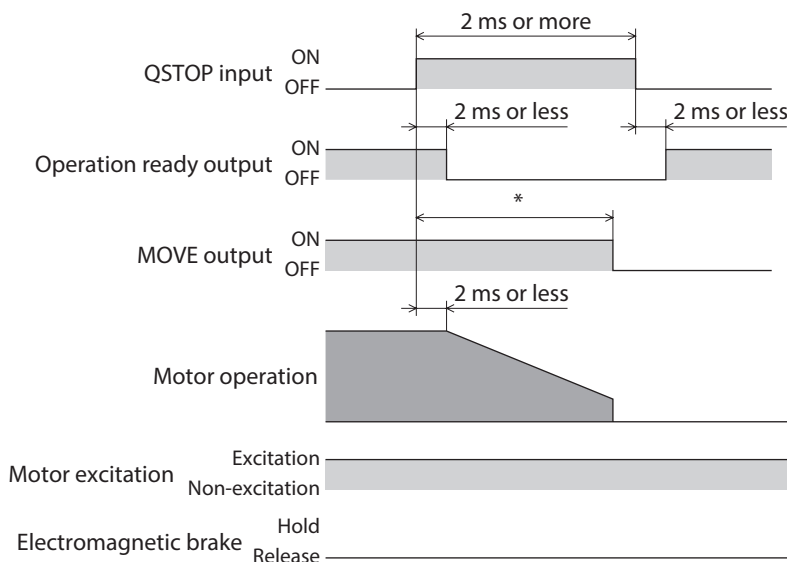 2 ms or more
QSTOP input
ON
OFF
2 ms or less
2 ms or less
Operation ready output
ON
OFF
*
MOVE output
ON
OFF
2 ms or less
Motor operation
Motor excitation
Excitation
Non-excitation
Electromagnetic brake
Hold
Release